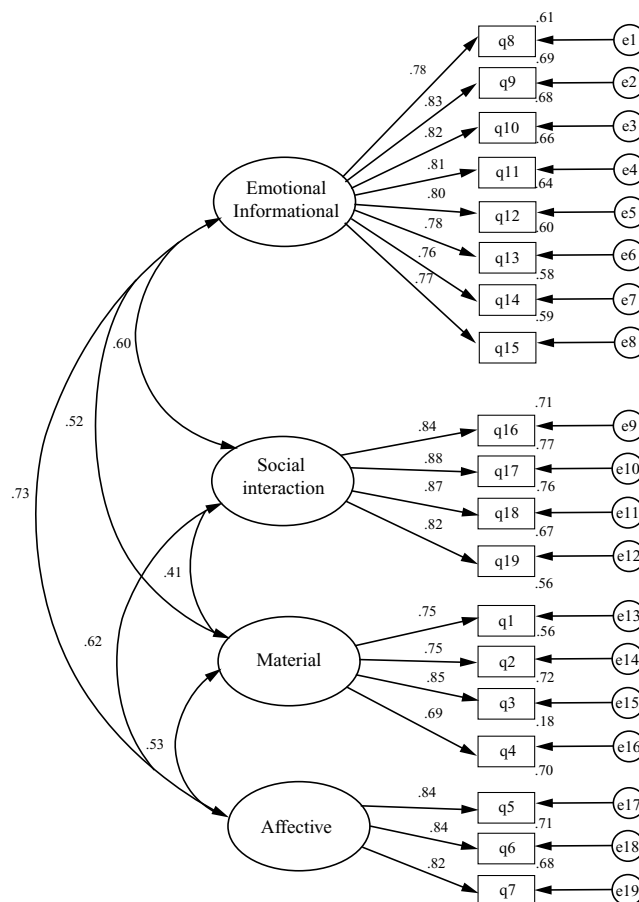 .61
q8
e1
.78
.69
q9
e2
.83
.68
q10
e3
.82
.66
q11
e4
.81
.64
Emotional
Informational
.80
q12
e5
.60
.78
q13
e6
.58
.76
q14
e7
.59
.77
q15
e8
.60
.52
.73
.71
.84
q16
e9
.77
Social
interaction
.88
q17
e10
.76
.87
q18
e11
.67
.82
q19
e12
.56
.41
.62
.75
q1
e13
.56
Material
.75
q2
e14
.72
.85
q3
e15
.18
.69
q4
e16
.70
.53
.84
q5
e17
.71
Affective
.84
q6
e18
.68
.82
q7
e19